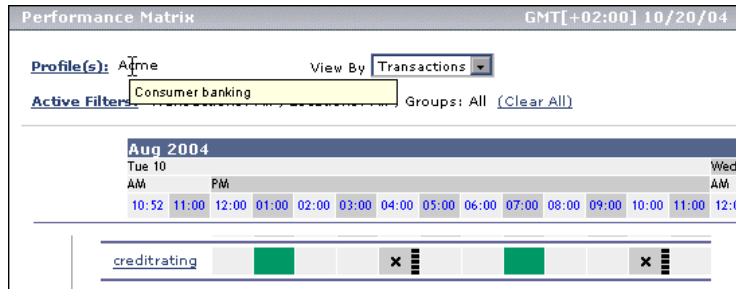 Performance Matrix GMT[+02:00] 10/20/04
Profile(s): Acme View By Transactions
Consumer banking
Active Filters: Groups: All (Clear All)
Aug 2004
Tue 10 Wed
AM PM AM
10:52 11:00 12:00 01:00 02:00 03:00 04:00 05:00 06:00 07:00 08:00 09:00 10:00 11:00
creditrating x x